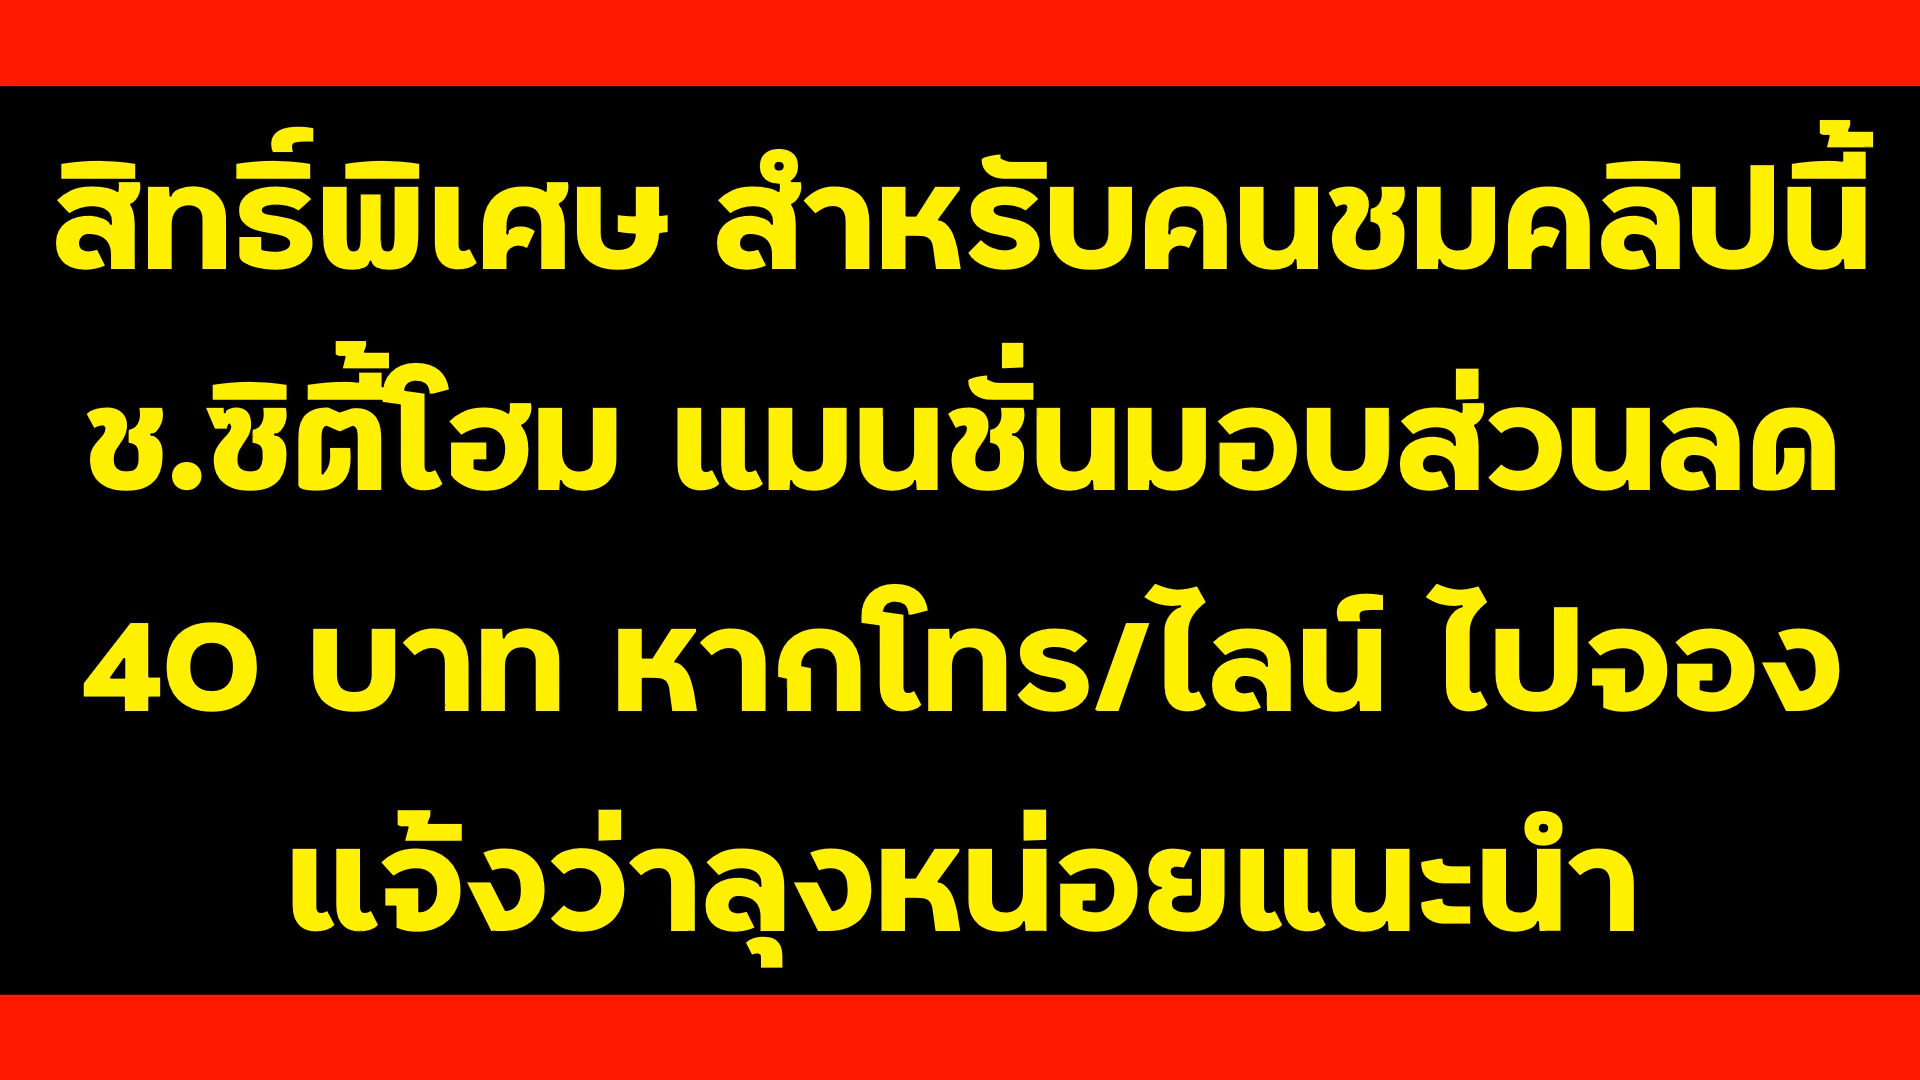 สิทธิ์พิเศษ สำหรับคนชมคลิปนี้
ช.ซิตี้โฮม แมนชั่นมอบส่วนลด
40 บาท หากโทร/ไลน์ ไปจอง
แจ้งว่าลุงหน่อยแนะนำ